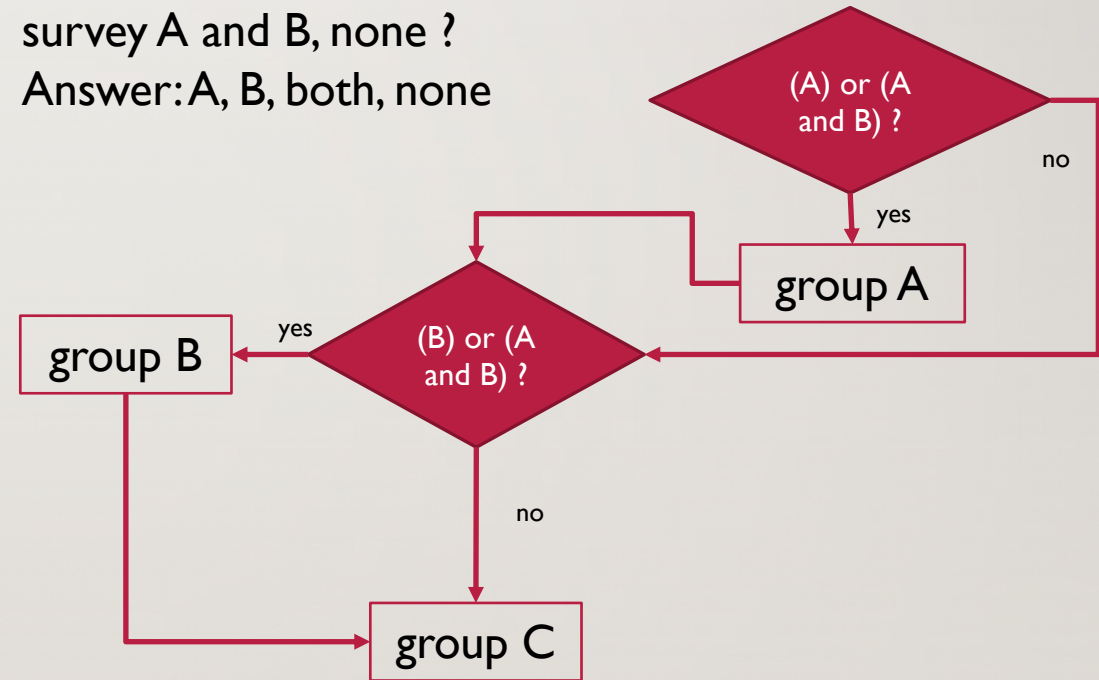 survey A and B, none ?
Answer: A, B, both, none
(A) or (A
and B) ?
no
yes
group A
(B) or (A
and B) ?
yes
group B
no
group C